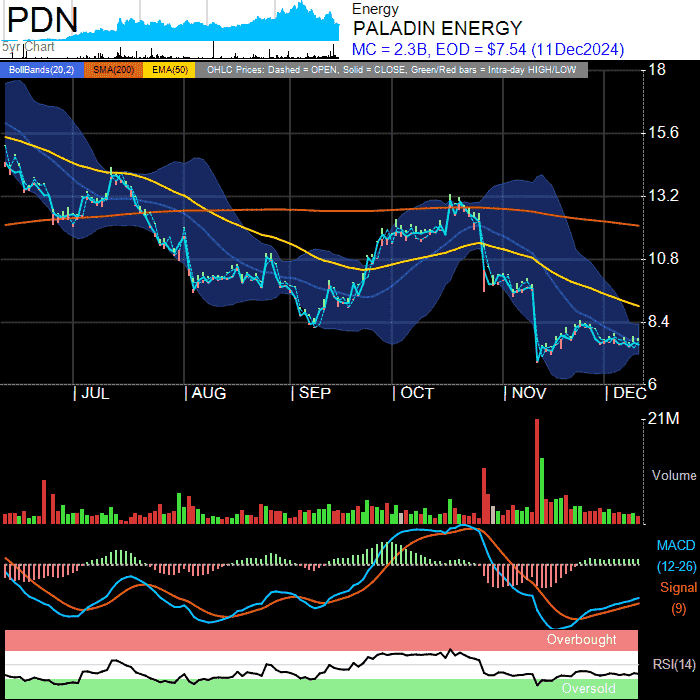 PDN
5yr Chart
Energy
PALADIN ENERGY
MC = 2.3B, EOD = $7.54 (11Dec2024)
BollBands(20,2) SMA(200) EMA(50) OHLC Prices: Dashed = OPEN, Solid = CLOSE, Green/Red bars = Intra-day HIGH/LOW
18
15.6
13.2
10.8
8.4
6
JUL AUG SEP OCT NOV DEC
21M
Volume
MACD
(12-26)
Signal
(9)
Overbought
RSI(14)
Oversold